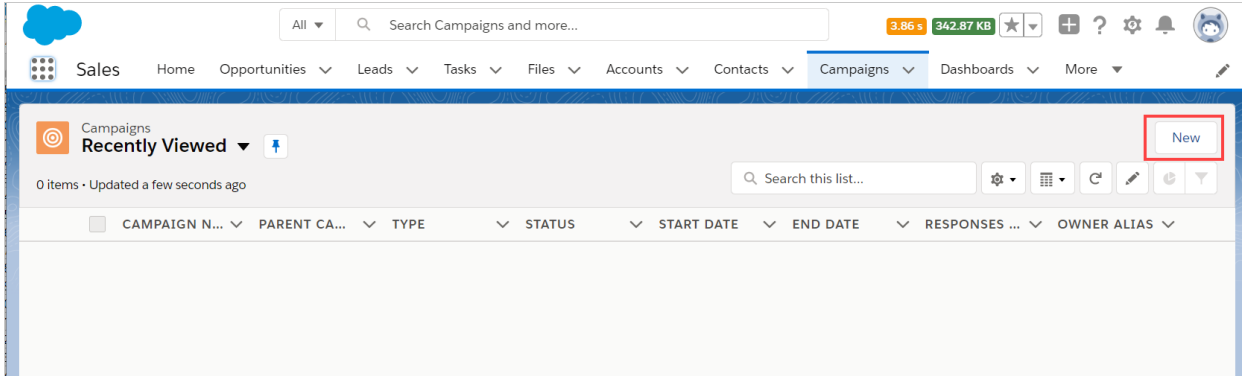 All Search Campaigns and more... 3.86 s 342.87 KB
Sales Home Opportunities Leads Tasks Files Accounts Contacts Campaigns Dashboards More
Campaigns
Recently Viewed
New
0 items • Updated a few seconds ago
Search this list...
CAMPAIGN N... PARENT CA... TYPE STATUS START DATE END DATE RESPONSES ... OWNER ALIAS